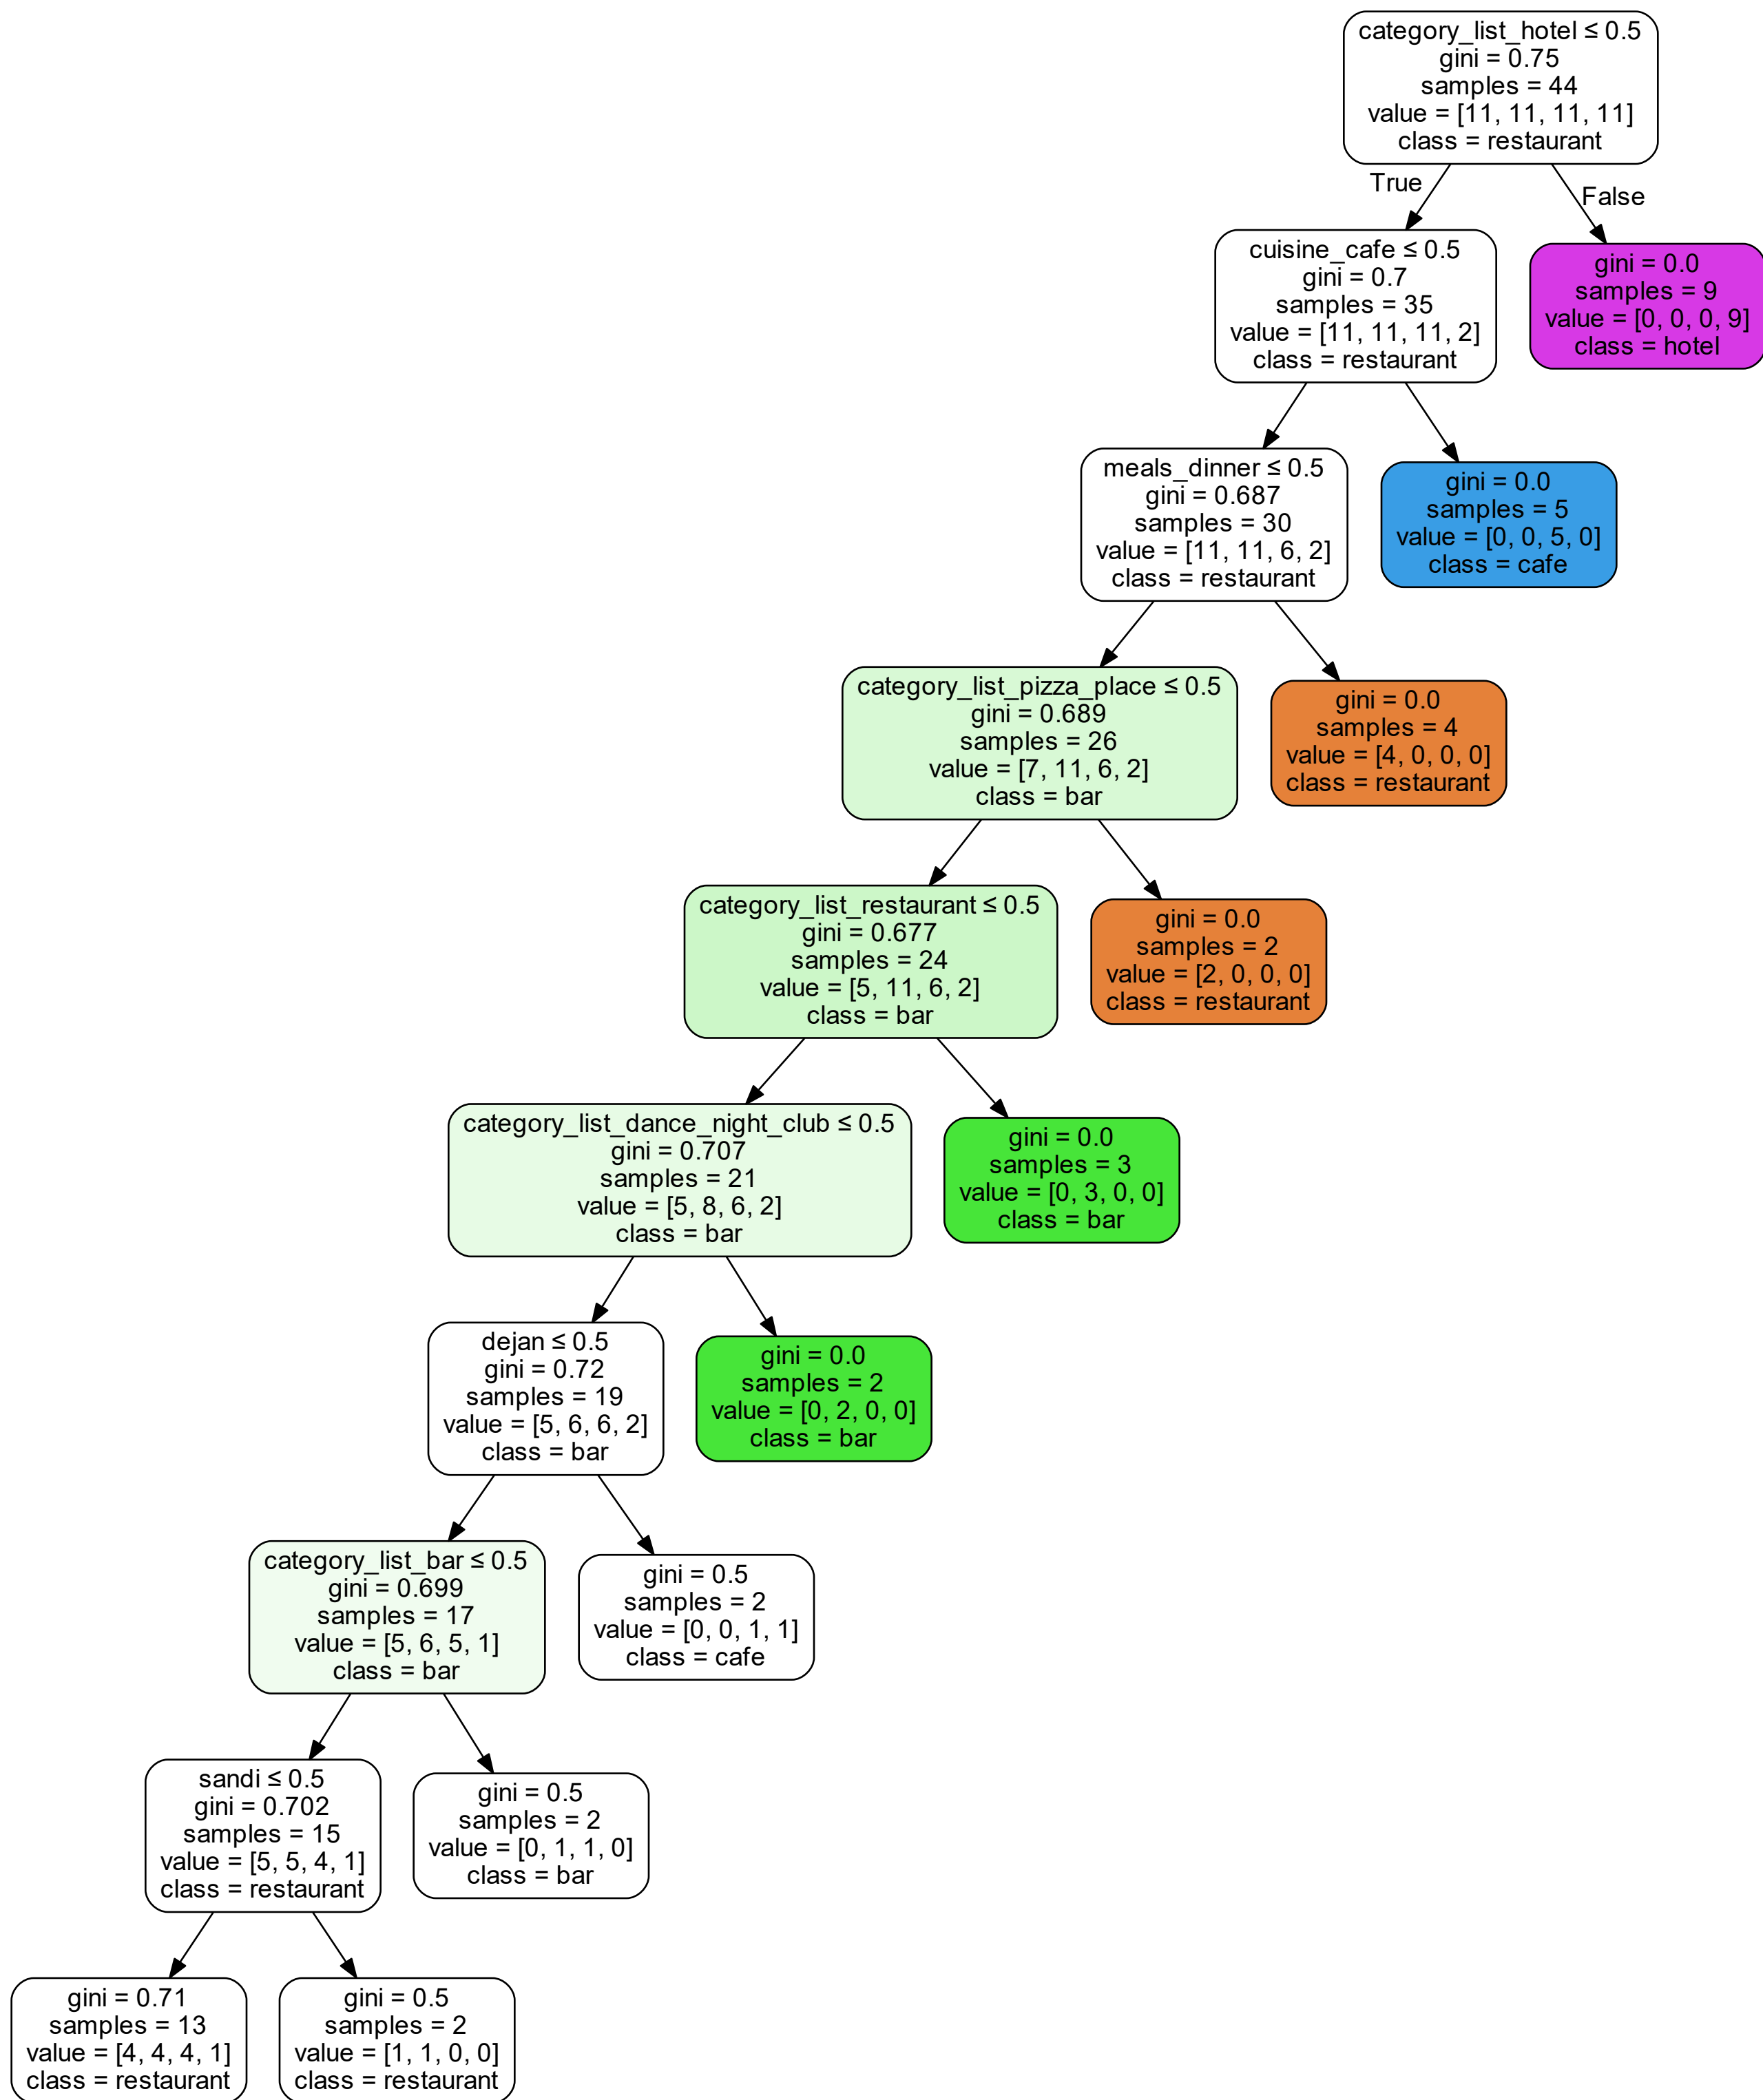 category_list_hotel ≤ 0.5
gini = 0.75
samples = 44
value = [11, 11, 11, 11]
class = restaurant
True
False
cuisine_cafe ≤ 0.5
gini = 0.7
samples = 35
value = [11, 11, 11, 2]
class = restaurant
gini = 0.0
samples = 9
value = [0, 0, 0, 9]
class = hotel
meals_dinner ≤ 0.5
gini = 0.687
samples = 30
value = [11, 11, 6, 2]
class = restaurant
gini = 0.0
samples = 5
value = [0, 0, 5, 0]
class = cafe
category_list_pizza_place ≤ 0.5
gini = 0.689
samples = 26
value = [7, 11, 6, 2]
class = bar
gini = 0.0
samples = 4
value = [4, 0, 0, 0]
class = restaurant
category_list_restaurant ≤ 0.5
gini = 0.677
samples = 24
value = [5, 11, 6, 2]
class = bar
gini = 0.0
samples = 2
value = [2, 0, 0, 0]
class = restaurant
category_list_dance_night_club ≤ 0.5
gini = 0.707
samples = 21
value = [5, 8, 6, 2]
class = bar
gini = 0.0
samples = 3
value = [0, 3, 0, 0]
class = bar
dejan ≤ 0.5
gini = 0.72
samples = 19
value = [5, 6, 6, 2]
class = bar
gini = 0.0
samples = 2
value = [0, 2, 0, 0]
class = bar
category_list_bar ≤ 0.5
gini = 0.699
samples = 17
value = [5, 6, 5, 1]
class = bar
gini = 0.5
samples = 2
value = [0, 0, 1, 1]
class = cafe
sandi ≤ 0.5
gini = 0.702
samples = 15
value = [5, 5, 4, 1]
class = restaurant
gini = 0.5
samples = 2
value = [0, 1, 1, 0]
class = bar
gini = 0.71
samples = 13
value = [4, 4, 4, 1]
class = restaurant
gini = 0.5
samples = 2
value = [1, 1, 0, 0]
class = restaurant